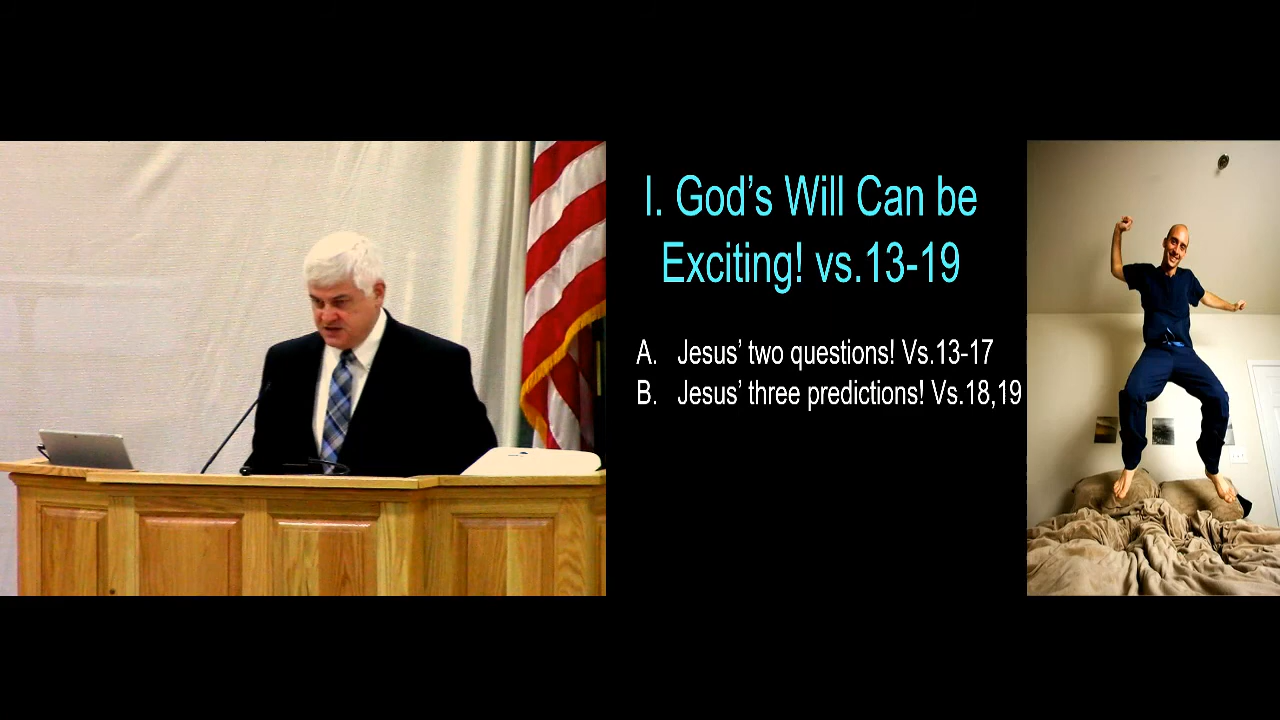 I. God’s Will Can be
Exciting! vs.13-19
A. Jesus’ two questions! Vs.13-17
B. Jesus’ three predictions! Vs.18,19